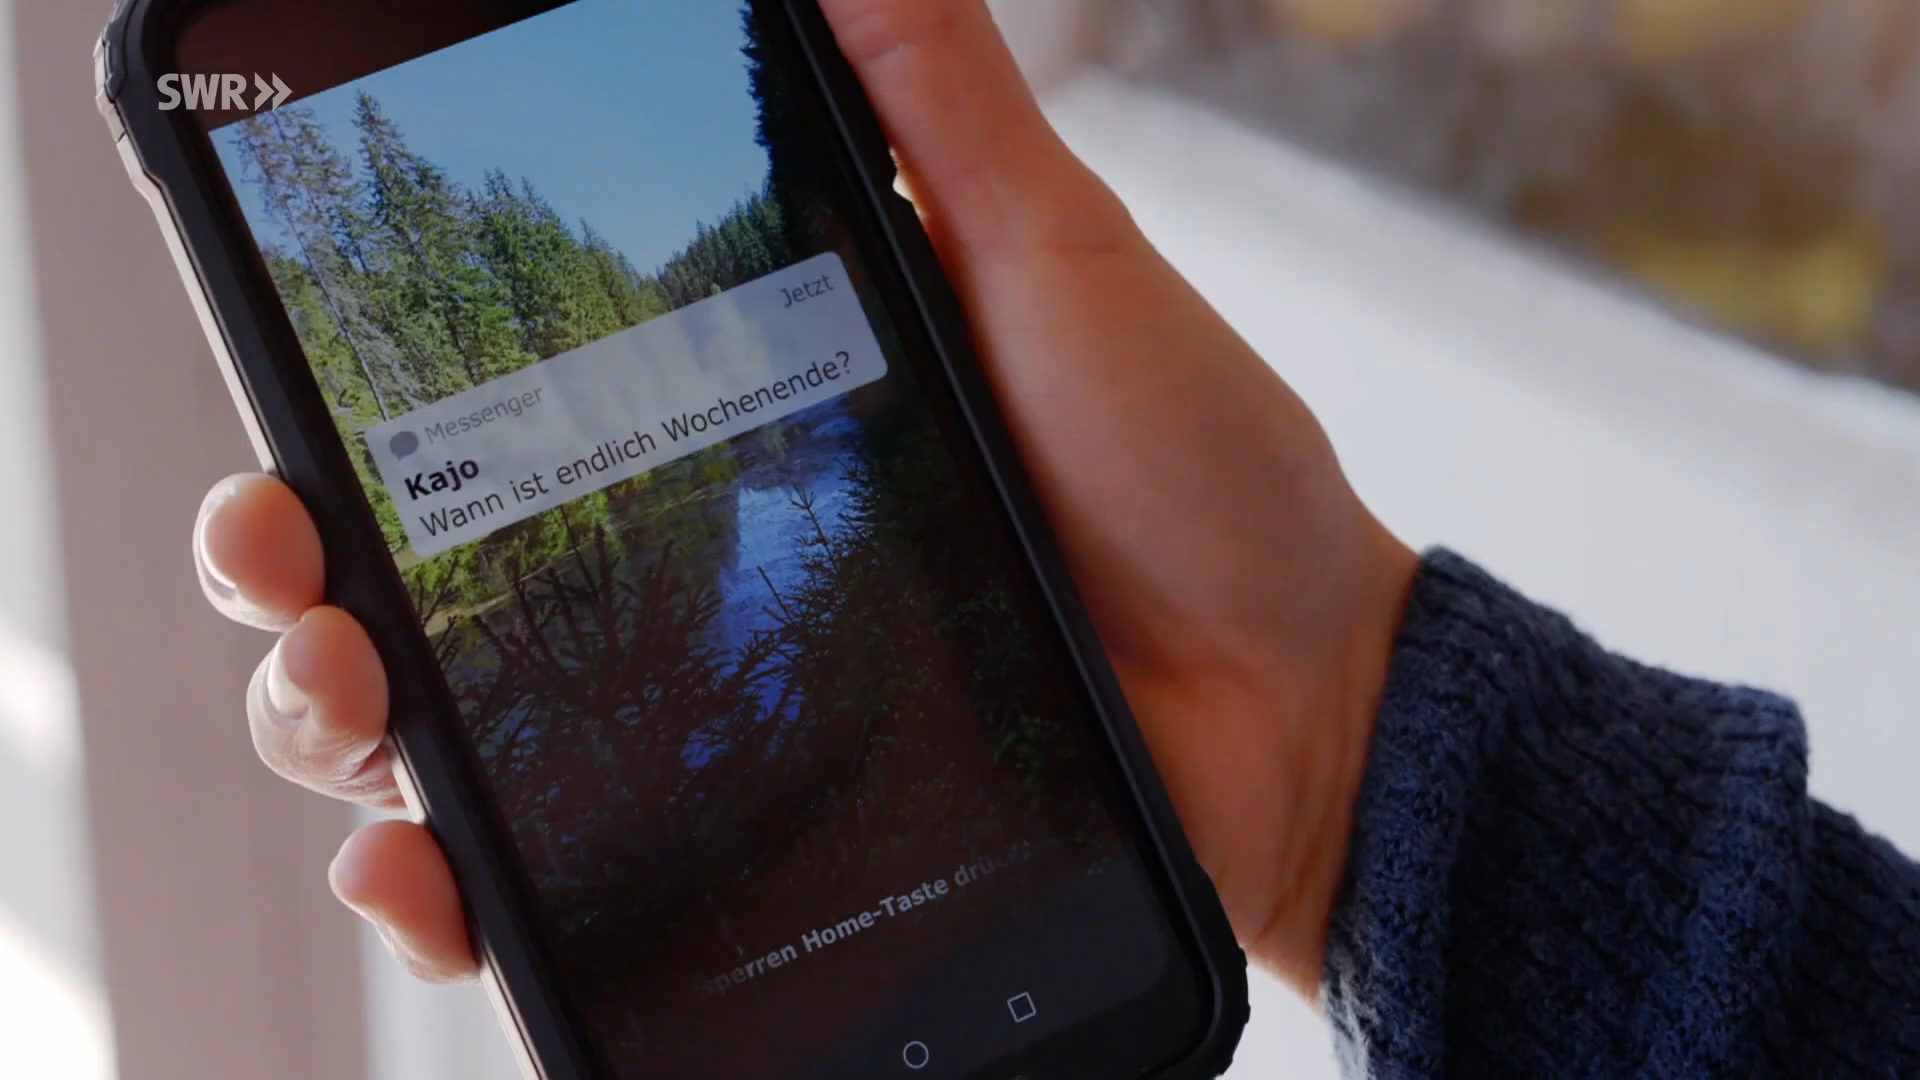 SWR
Jetzt
Messenger
Kajo
Wann ist endlich Wochenende?
Home-Taste